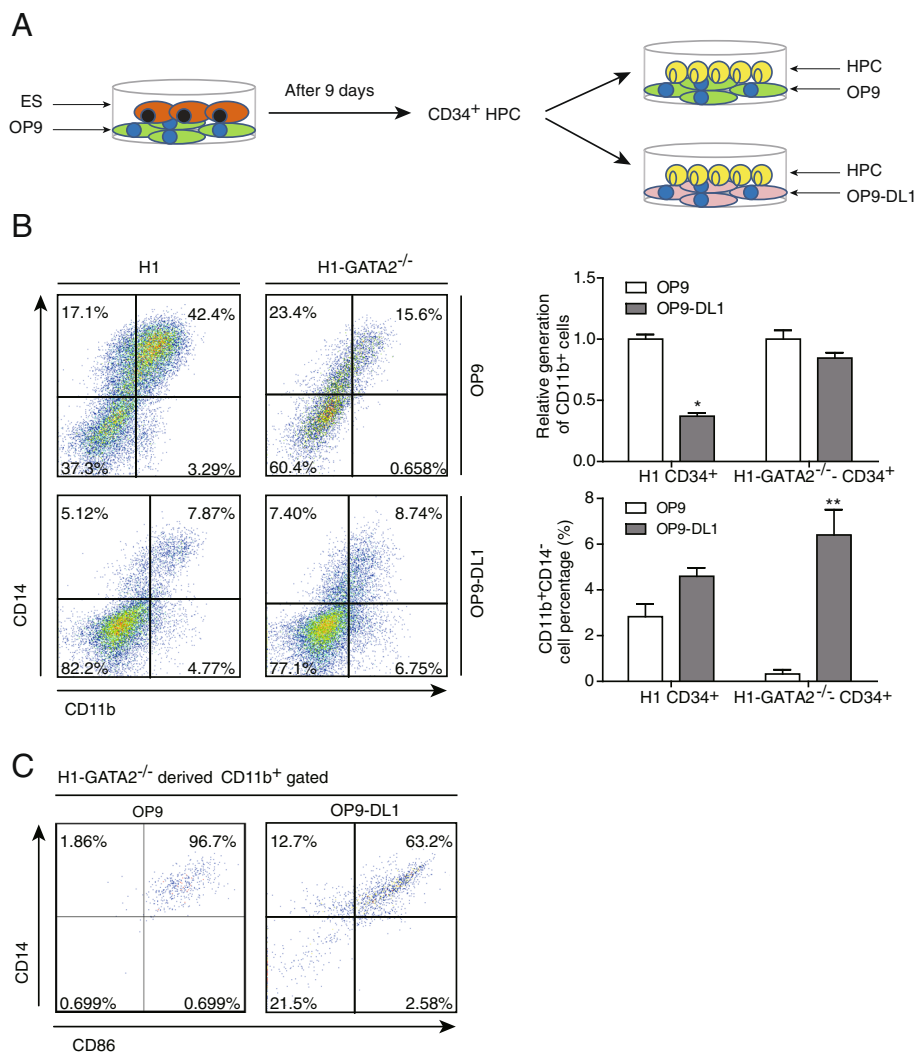 A
ES
OP9
After 9 days
CD34+ HPC
HPC
OP9
HPC
OP9-DL1
B
H1
H1-GATA2-/-
17.1%
42.4%
37.3%
3.29%
23.4%
15.6%
60.4%
0.658%
OP9
5.12%
7.87%
82.2%
4.77%
7.40%
8.74%
77.1%
6.75%
OP9-DL1
CD14
CD11b
OP9
OP9-DL1
Relative generation
of CD11b+ cells
1.0
0.5
0.0
*
H1 CD34+
H1-GATA2-/-- CD34+
OP9
OP9-DL1
CD11b+CD14-
cell percentage (%)
8
6
4
2
0
**
H1 CD34+
H1-GATA2-/-- CD34+
C
H1-GATA2-/- derived CD11b+ gated
OP9
OP9-DL1
1.86%
96.7%
0.699%
0.699%
12.7%
63.2%
21.5%
2.58%
CD14
CD86